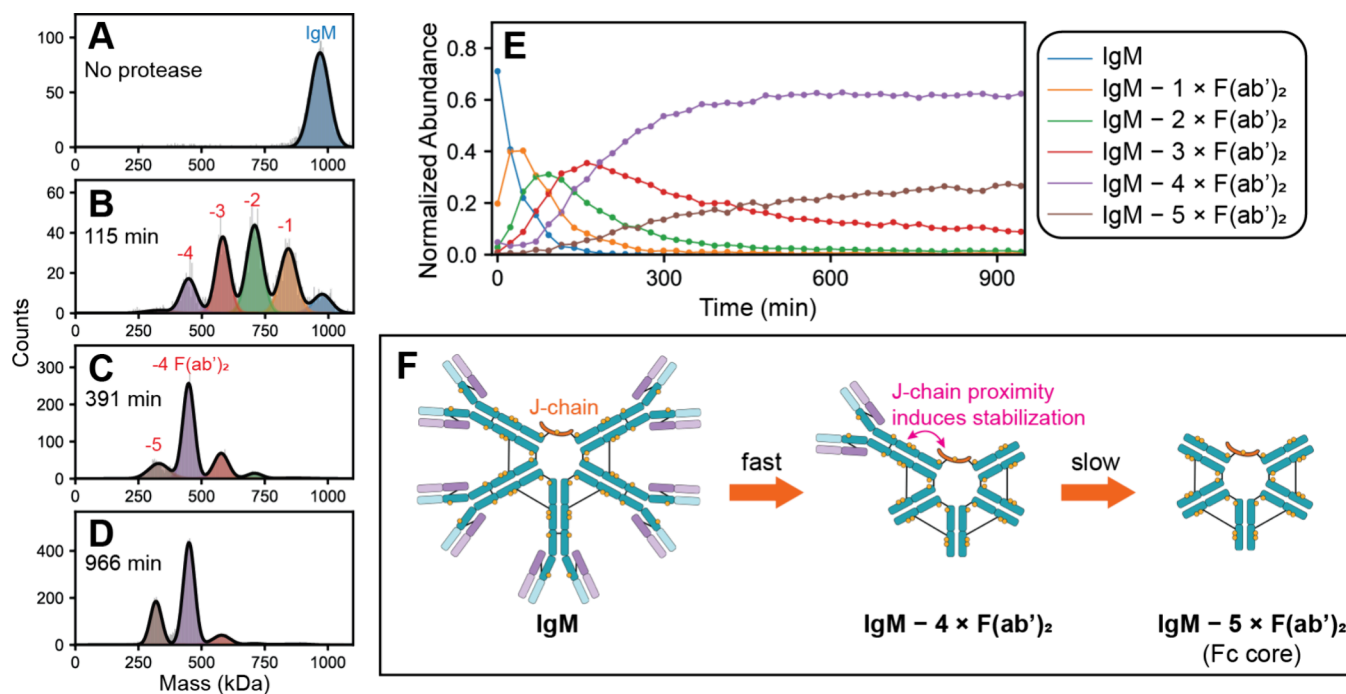 A
IgM
No protease
100
50
0
0 250 500 750 1000
B
115 min
-4
-3
-2
-1
60
40
20
0
0 250 500 750 1000
Counts
C
-4 F(ab’)₂
391 min
-5
300
200
100
0
0 250 500 750 1000
D
966 min
400
200
0
0 250 500 750 1000
Mass (kDa)
E
Normalized Abundance
0.8
0.6
0.4
0.2
0.0
0 300 600 900
Time (min)
IgM
IgM – 1 × F(ab’)₂
IgM – 2 × F(ab’)₂
IgM – 3 × F(ab’)₂
IgM – 4 × F(ab’)₂
IgM – 5 × F(ab’)₂
F
J-chain
IgM
fast
J-chain proximity
induces stabilization
IgM – 4 × F(ab’)₂
slow
IgM – 5 × F(ab’)₂
(Fc core)